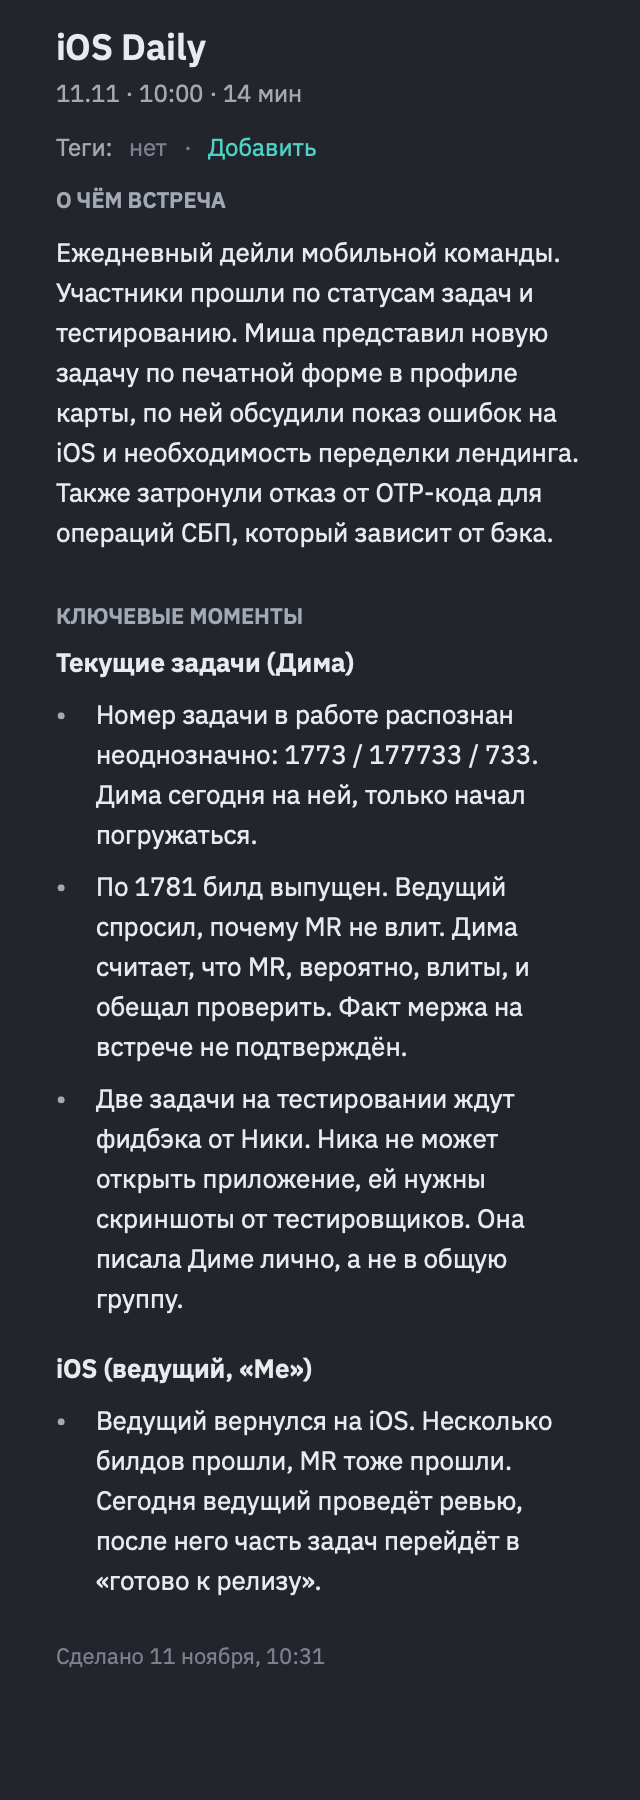 iOS Daily
11.11 · 10:00 · 14 мин
Теги: нет · Добавить
О ЧЁМ ВСТРЕЧА
Ежедневный дейли мобильной команды.
Участники прошли по статусам задач и
тестированию. Миша представил новую
задачу по печатной форме в профиле
карты, по ней обсудили показ ошибок на
iOS и необходимость переделки лендинга.
Также затронули отказ от OTP-кода для
операций СБП, который зависит от бэка.
КЛЮЧЕВЫЕ МОМЕНТЫ
Текущие задачи (Дима)
• Номер задачи в работе распознан
неоднозначно: 1773 / 177733 / 733.
Дима сегодня на ней, только начал
погружаться.
• По 1781 билд выпущен. Ведущий
спросил, почему MR не влит. Дима
считает, что MR, вероятно, влиты, и
обещал проверить. Факт мержа на
встрече не подтверждён.
• Две задачи на тестировании ждут
фидбэка от Ники. Ника не может
открыть приложение, ей нужны
скриншоты от тестировщиков. Она
писала Диме лично, а не в общую
группу.
iOS (ведущий, «Me»)
• Ведущий вернулся на iOS. Несколько
билдов прошли, MR тоже прошли.
Сегодня ведущий проведёт ревью,
после него часть задач перейдёт в
«готово к релизу».
Сделано 11 ноября, 10:31